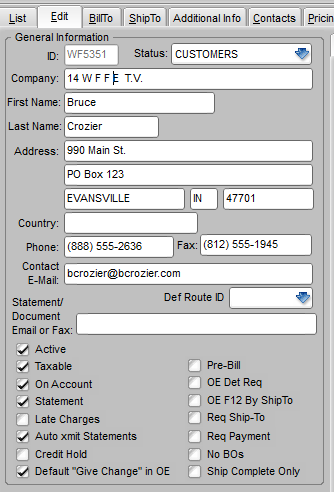 List Edit BillTo ShipTo Additional Info Contacts
General Information
ID: WF5351 Status: CUSTOMERS
Company: 14 W F F E T.V.
First Name: Bruce
Last Name: Crozier
Address: 990 Main St.
PO Box 123
EVANSVILLE IN 47701
Country:
Phone: (888) 555-2636 Fax: (812) 555-1945
Contact
E-Mail: bcrozier@bcrozier.com
Def Route ID
Statement/
Document
Email or Fax:
Active
Taxable Pre-Bill
On Account OE Det Req
Statement OE F12 By ShipTo
Late Charges Req Ship-To
Auto xmit Statements Req Payment
Credit Hold No BOs
Default "Give Change" in OE Ship Complete Only